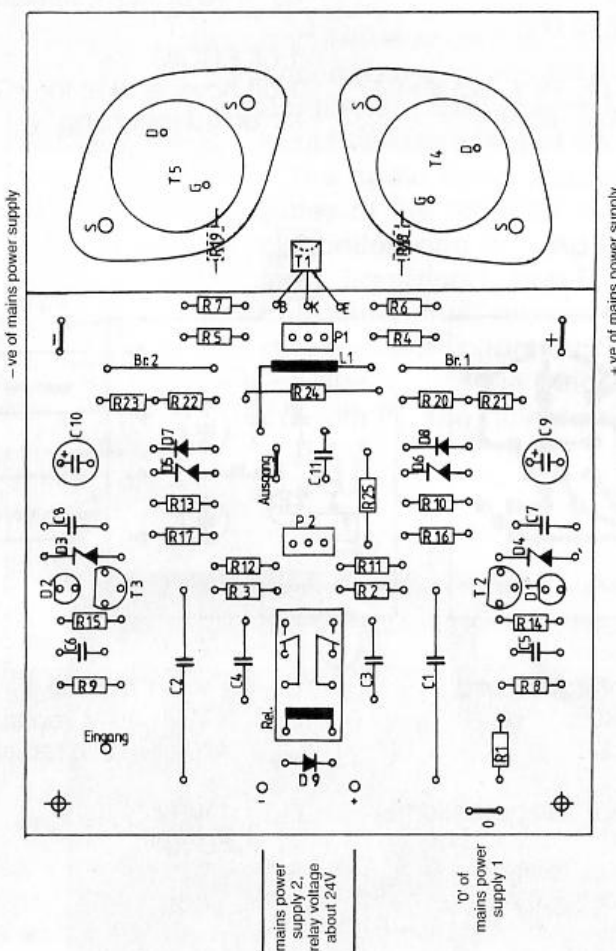 –ve of mains power supply
+ve of mains power supply
S
D
T5
G
S
R19
S
T4
D
G
S
R18
T1
B
K
E
R7
R6
R5
P1
R4
–
+
L1
Br.2
Br.1
R23
R22
R24
R20
R21
C10
+
D7
D5
Ausgang
C11
D8
D6
C9
+
R13
R25
R10
C8
R17
P2
R16
C7
D3
R12
R11
D2
T3
R3
R2
T2
D1
R15
R14
C6
C5
R9
C2
C4
C3
C1
R8
Rel.
Eingang
R1
D9
-
+
0
mains power
supply 2,
relay voltage
about 24V
'0' of
mains power
supply 1